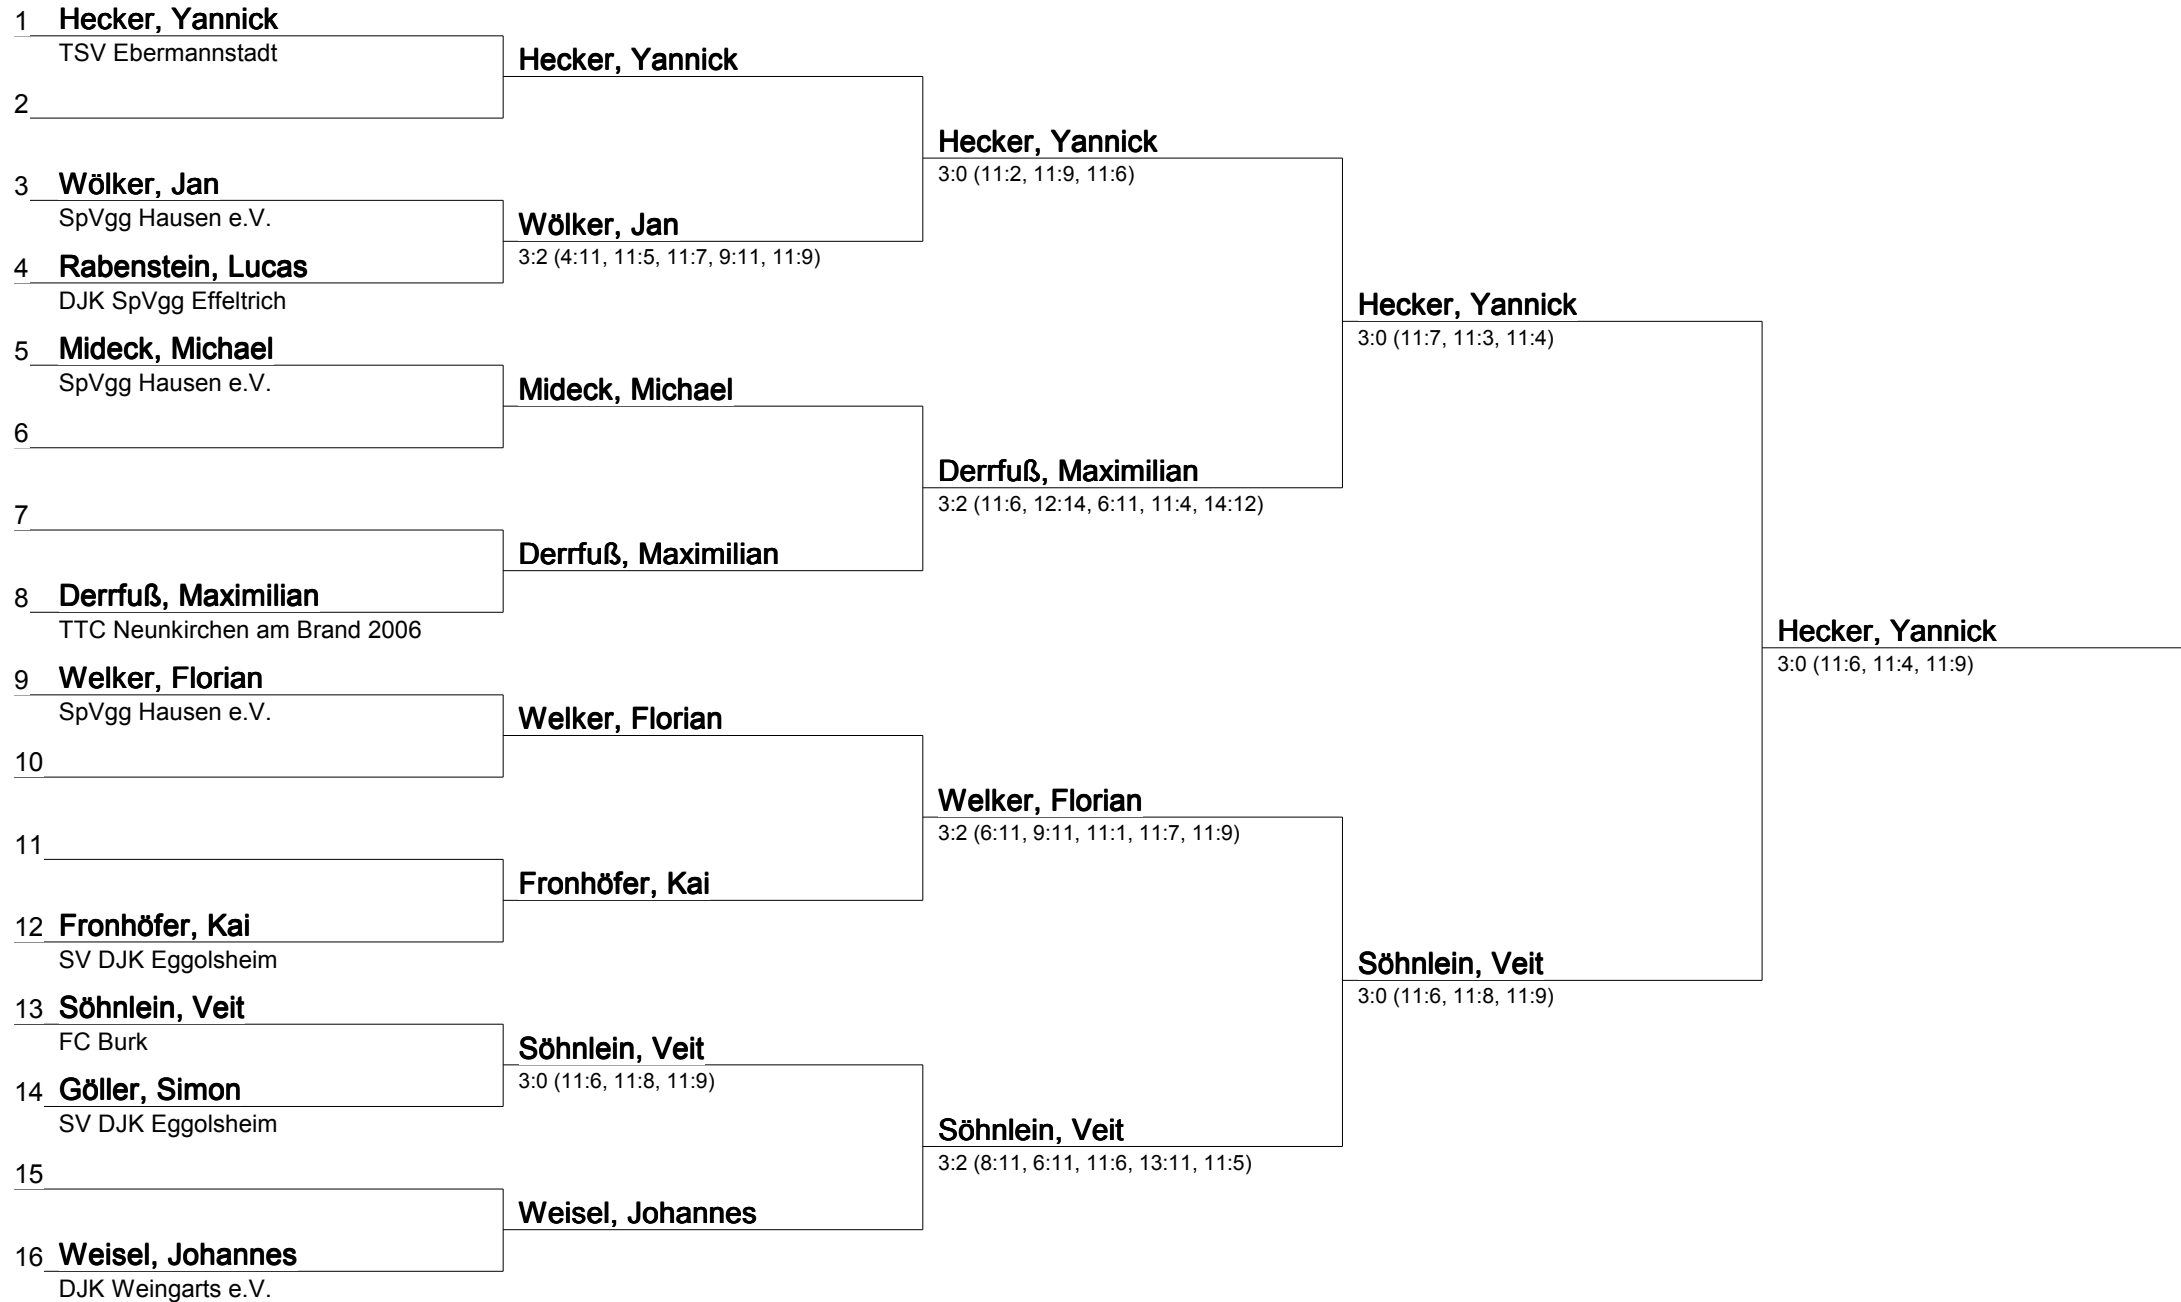 1 Hecker, Yannick
TSV Ebermannstadt
2
3 Wölker, Jan
SpVgg Hausen e.V.
4 Rabenstein, Lucas
DJK SpVgg Effeltrich
5 Mideck, Michael
SpVgg Hausen e.V.
6
7
8 Derrfuß, Maximilian
TTC Neunkirchen am Brand 2006
9 Welker, Florian
SpVgg Hausen e.V.
10
11
12 Fronhöfer, Kai
SV DJK Eggolsheim
13 Söhnlein, Veit
FC Burk
14 Göller, Simon
SV DJK Eggolsheim
15
16 Weisel, Johannes
DJK Weingarts e.V.
Hecker, Yannick
Wölker, Jan
3:2 (4:11, 11:5, 11:7, 9:11, 11:9)
Mideck, Michael
Derrfuß, Maximilian
Welker, Florian
Fronhöfer, Kai
Söhnlein, Veit
3:0 (11:6, 11:8, 11:9)
Weisel, Johannes
Hecker, Yannick
3:0 (11:2, 11:9, 11:6)
Derrfuß, Maximilian
3:2 (11:6, 12:14, 6:11, 11:4, 14:12)
Welker, Florian
3:2 (6:11, 9:11, 11:1, 11:7, 11:9)
Söhnlein, Veit
3:2 (8:11, 6:11, 11:6, 13:11, 11:5)
Hecker, Yannick
3:0 (11:7, 11:3, 11:4)
Söhnlein, Veit
3:0 (11:6, 11:8, 11:9)
Hecker, Yannick
3:0 (11:6, 11:4, 11:9)